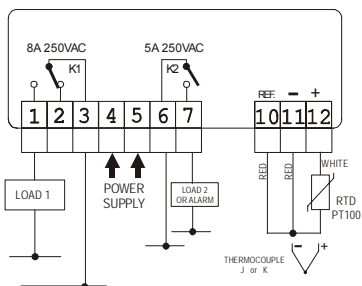 8A 250VAC 5A 250VAC
K1 K2
REF. − +
1 2 3 4 5 6 7 10 11 12
RED RED WHITE
LOAD 1
POWER
SUPPLY
LOAD 2
OR ALARM
RTD
PT100
− +
THERMOCOUPLE
J or K